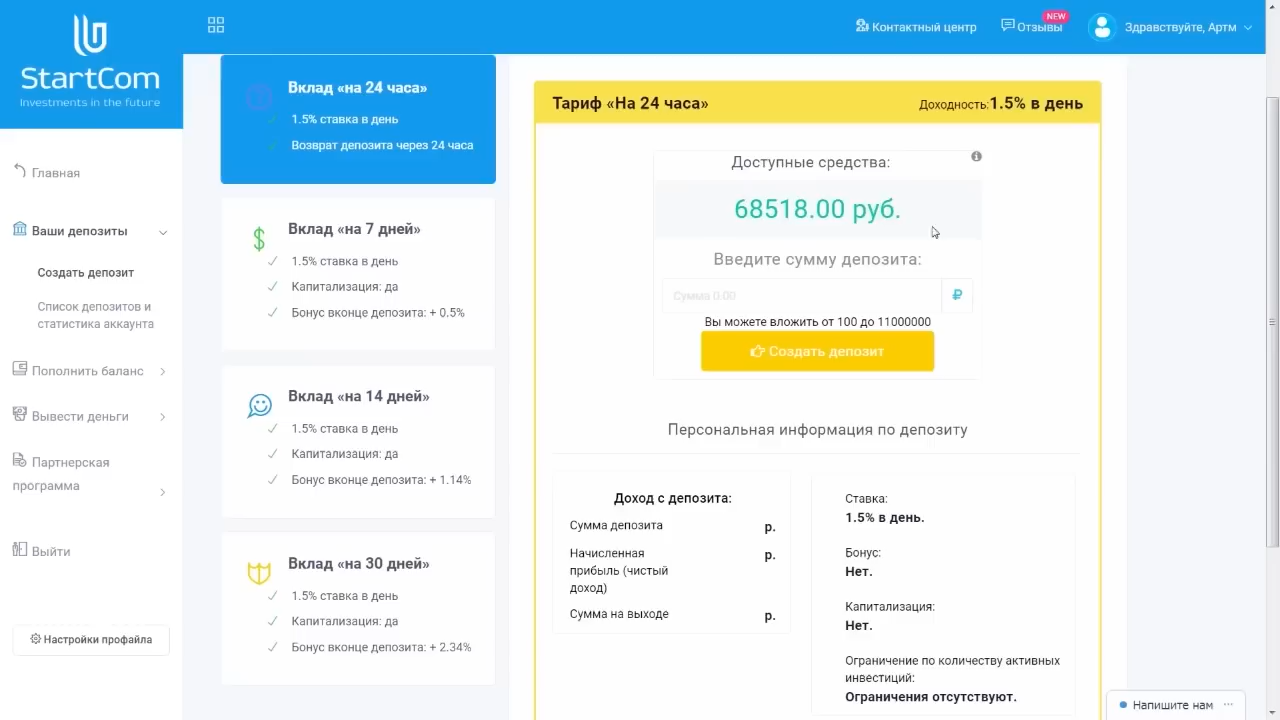 StartCom
Investments in the future
Контактный центр
Отзывы
NEW
Здравствуйте, Артм
Главная
Ваши депозиты
Создать депозит
Список депозитов и
статистика аккаунта
Пополнить баланс
Вывести деньги
Партнерская
программа
Выйти
Настройки профиля
Вклад «на 24 часа»
1.5% ставка в день
Возврат депозита через 24 часа
Вклад «на 7 дней»
1.5% ставка в день
Капитализация: да
Бонус вконце депозита: + 0.5%
Вклад «на 14 дней»
1.5% ставка в день
Капитализация: да
Бонус вконце депозита: + 1.14%
Вклад «на 30 дней»
1.5% ставка в день
Капитализация: да
Бонус вконце депозита: + 2.34%
Тариф «На 24 часа»
Доходность:1.5% в день
Доступные средства:
68518.00 руб.
Введите сумму депозита:
Сумма 0.00
₽
Вы можете вложить от 100 до 11000000
Создать депозит
Персональная информация по депозиту
Доход с депозита:
Сумма депозита р.
Начисленная р.
прибыль (чистый
доход)
Сумма на выходе р.
Ставка:
1.5% в день.
Бонус:
Нет.
Капитализация:
Нет.
Ограничение по количеству активных
инвестиций:
Ограничения отсутствуют.
Напишите нам